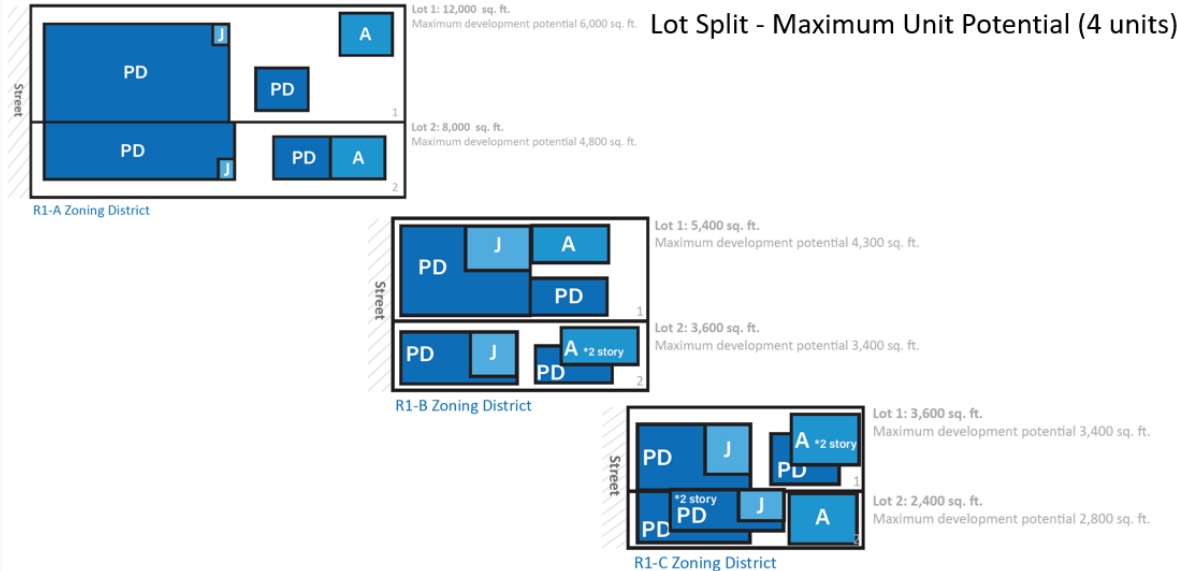 Lot Split - Maximum Unit Potential (4 units)
Lot 1: 12,000 sq. ft.
Maximum development potential 6,000 sq. ft.
Street
PD
J
A
PD
1
Lot 2: 8,000 sq. ft.
Maximum development potential 4,800 sq. ft.
PD
J
PD
A
2
R1-A Zoning District
Lot 1: 5,400 sq. ft.
Maximum development potential 4,300 sq. ft.
Street
PD
J
A
PD
1
Lot 2: 3,600 sq. ft.
Maximum development potential 3,400 sq. ft.
PD
J
A *2 story
PD
2
R1-B Zoning District
Lot 1: 3,600 sq. ft.
Maximum development potential 3,400 sq. ft.
Street
PD
J
A *2 story
PD
1
Lot 2: 2,400 sq. ft.
Maximum development potential 2,800 sq. ft.
*2 story
PD
J
PD
A
2
R1-C Zoning District